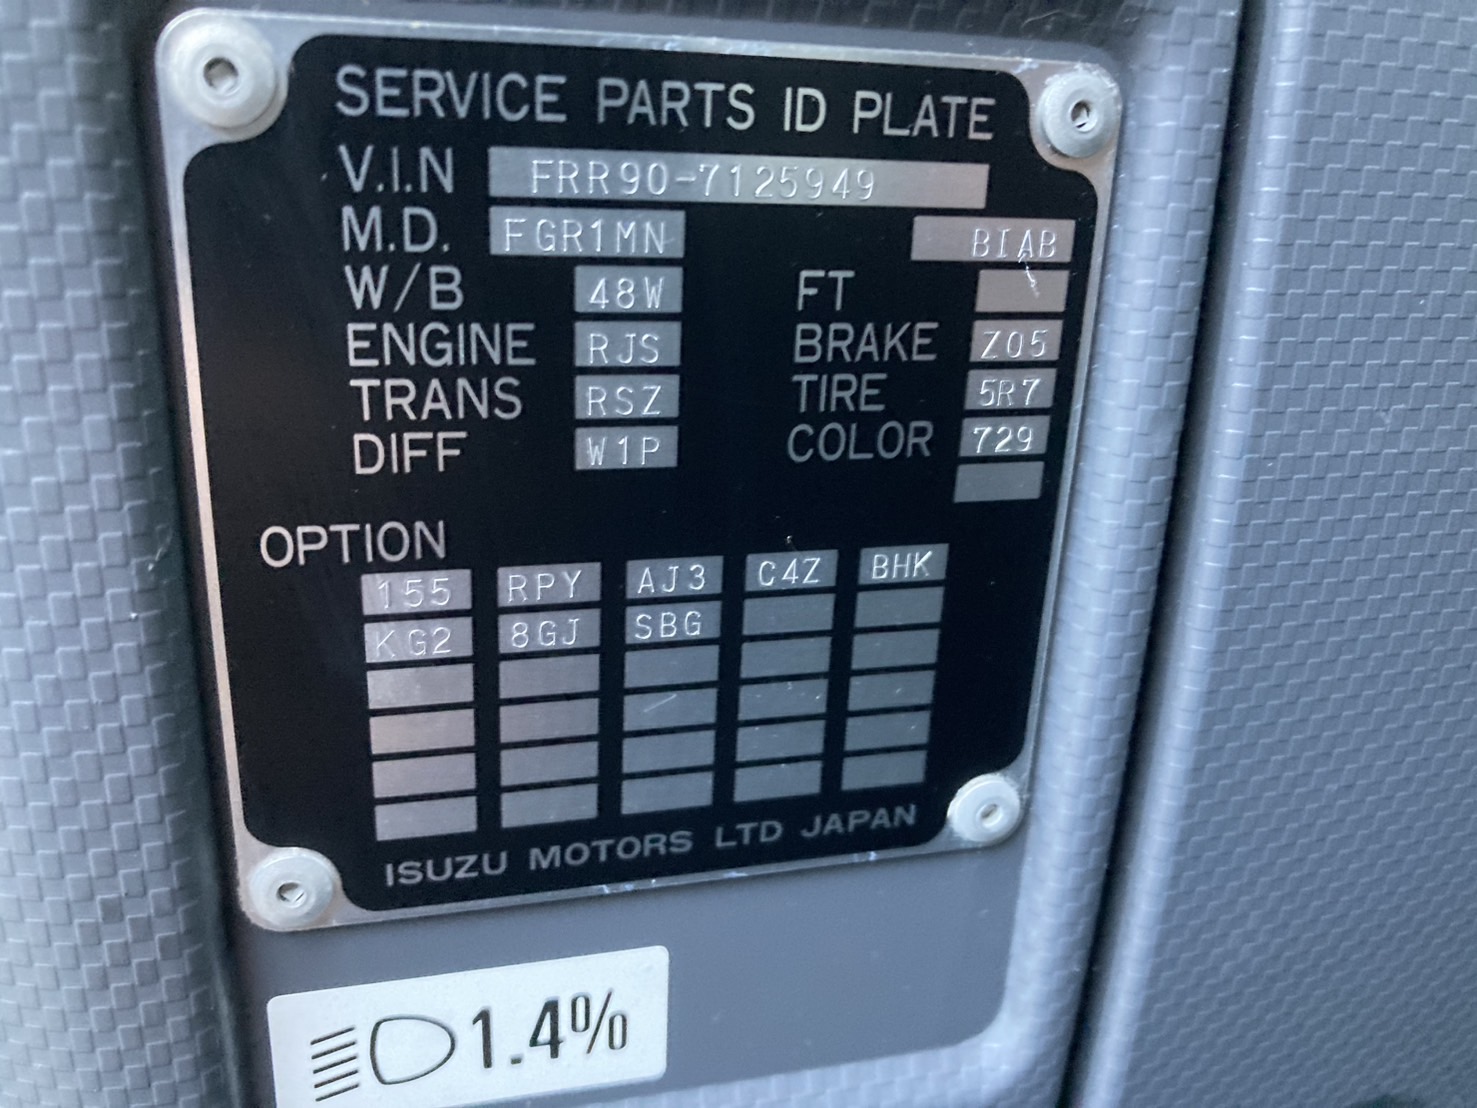 SERVICE PARTS ID PLATE
V.I.N FRR90-7125949
M.D. FGR1MN BIAB
W/B 48W FT
ENGINE RJS BRAKE Z05
TRANS RSZ TIRE 5R7
DIFF W1P COLOR 729
OPTION
155 RPY AJ3 C4Z BHK
KG2 8GJ SBG
ISUZU MOTORS LTD JAPAN
1.4%